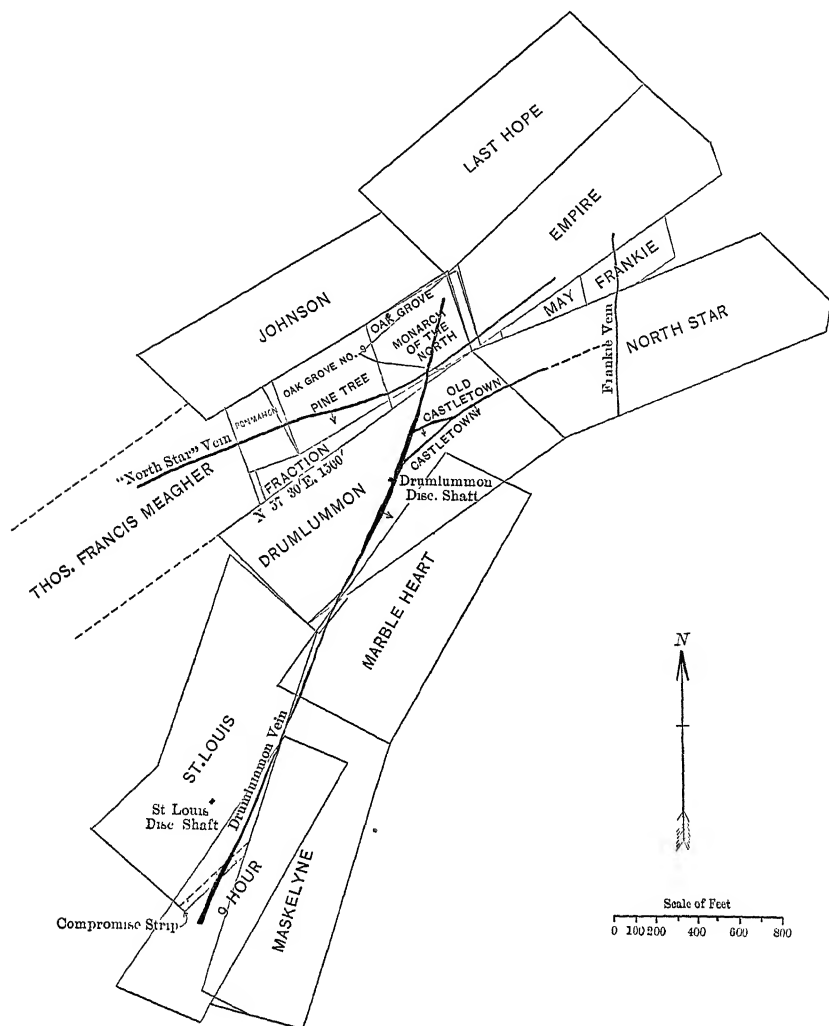 LAST HOPE
EMPIRE
JOHNSON
OAK GROVE
MONARCH
OF THE
NORTH
MAY
FRANKIE
NORTH STAR
Frankie Vein
OAK GROVE NO. 2
PINE TREE
OLD
CASTLETOWN
CASTLETOWN
"North Star" Vein
FRACTION
THOS. FRANCIS MEAGHER
N 37° 30' E, 1500'
DRUMLUMMON
Drumlummon
Disc. Shaft
MARBLE HEART
ST. LOUIS
Drumlummon Vein
St Louis
Disc Shaft
9 HOUR
MASKELYNE
Compromise Strip
N
Scale of Feet
0 100 200 400 600 800